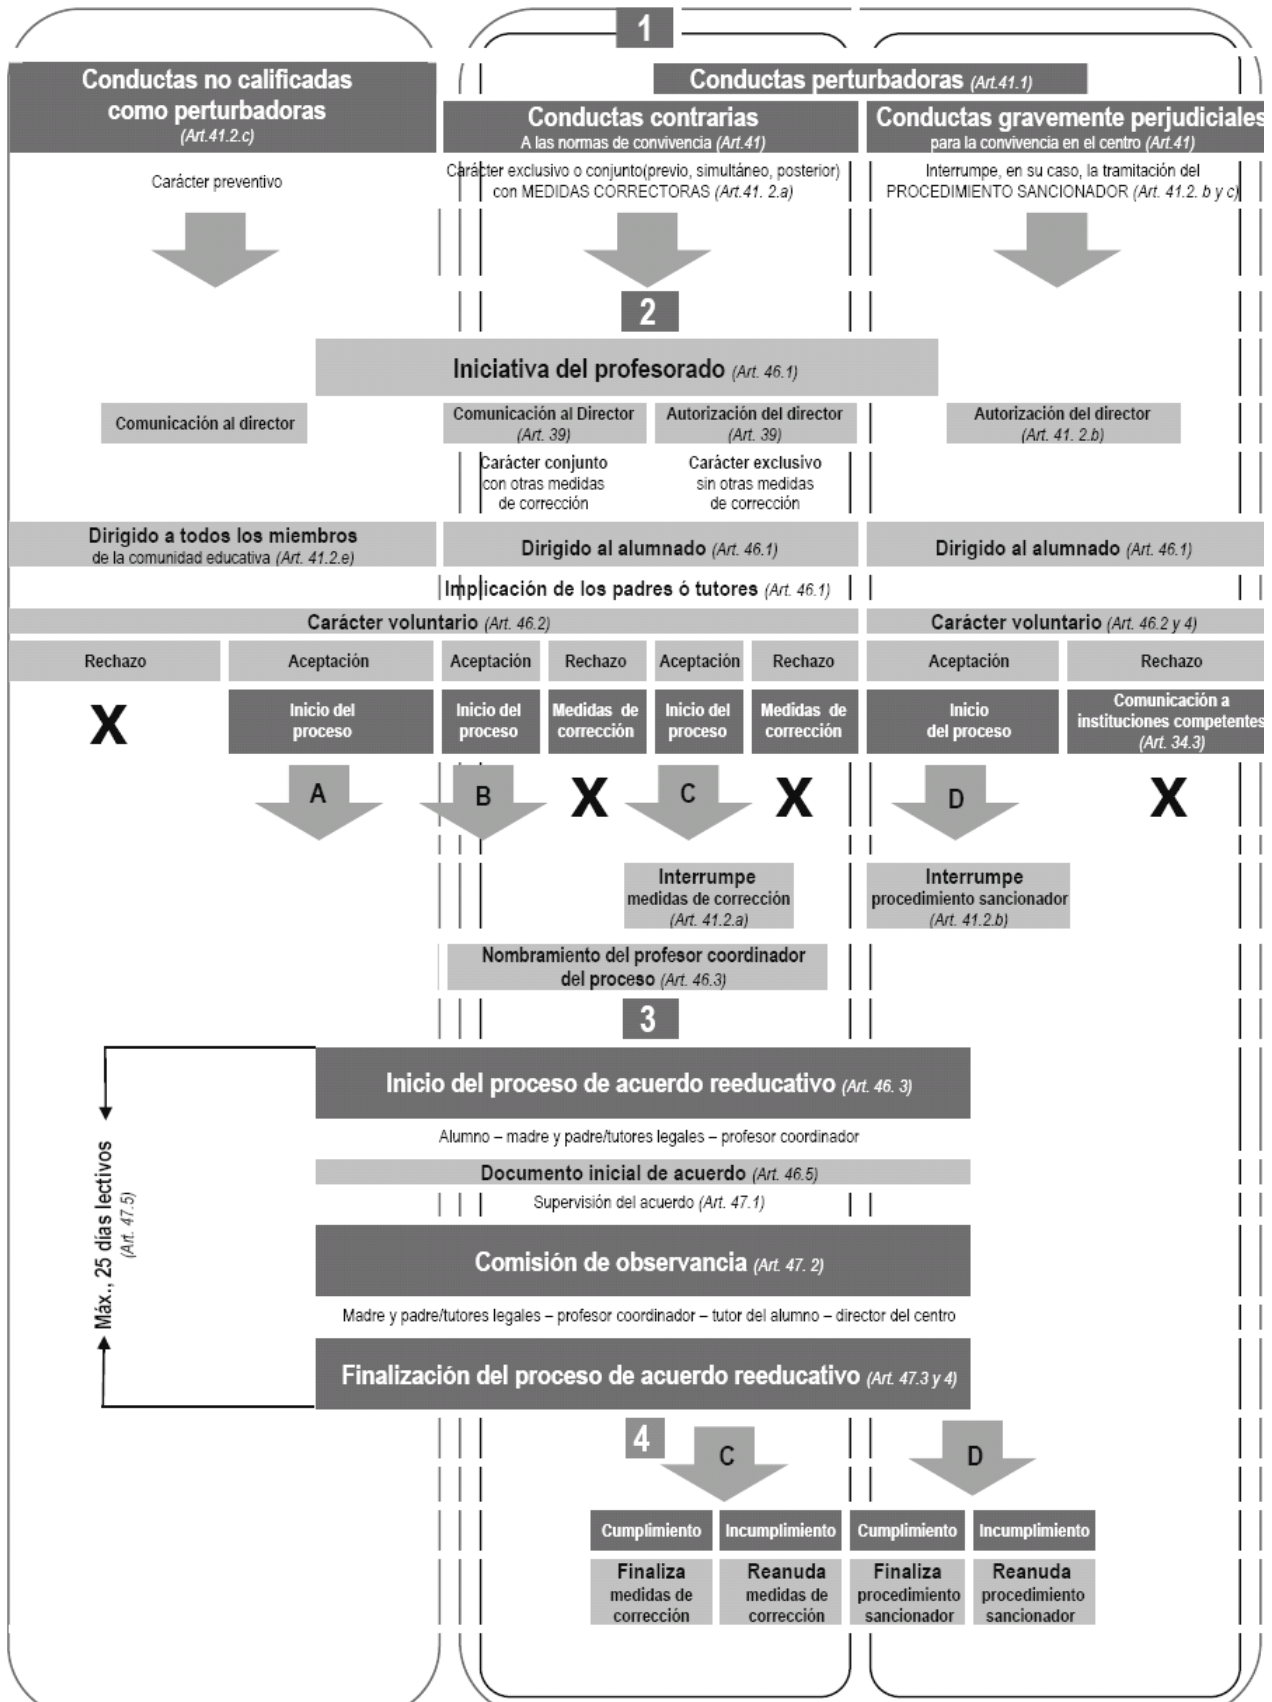 1
Conductas no calificadas
como perturbadoras
(Art.41.2.c)
Conductas perturbadoras (Art.41.1)
Conductas contrarias
A las normas de convivencia (Art.41)
Conductas gravemente perjudiciales
para la convivencia en el centro (Art.41)
Carácter preventivo
Carácter exclusivo o conjunto(previo, simultáneo, posterior)
con MEDIDAS CORRECTORAS (Art.41. 2.a)
Interrumpe, en su caso, la tramitación del
PROCEDIMIENTO SANCIONADOR (Art. 41.2. b y c)
2
Iniciativa del profesorado (Art. 46.1)
Comunicación al director
Comunicación al Director
(Art. 39)
Autorización del director
(Art. 39)
Autorización del director
(Art. 41. 2.b)
Carácter conjunto
con otras medidas
de corrección
Carácter exclusivo
sin otras medidas
de corrección
Dirigido a todos los miembros
de la comunidad educativa (Art. 41.2.e)
Dirigido al alumnado (Art. 46.1)
Dirigido al alumnado (Art. 46.1)
Implicación de los padres ó tutores (Art. 46.1)
Carácter voluntario (Art. 46.2)
Carácter voluntario (Art. 46.2 y 4)
Rechazo
Aceptación
Aceptación
Rechazo
Aceptación
Rechazo
Aceptación
Rechazo
X
Inicio del
proceso
Inicio del
proceso
Medidas de
corrección
Inicio del
proceso
Medidas de
corrección
Inicio
del proceso
Comunicación a
instituciones competentes
(Art. 34.3)
A
B
X
C
X
D
X
Interrumpe
medidas de corrección
(Art. 41.2.a)
Interrumpe
procedimiento sancionador
(Art. 41.2.b)
Nombramiento del profesor coordinador
del proceso (Art. 46.3)
3
Inicio del proceso de acuerdo reeducativo (Art. 46. 3)
Alumno – madre y padre/tutores legales – profesor coordinador
Documento inicial de acuerdo (Art. 46.5)
Supervisión del acuerdo (Art. 47.1)
Máx., 25 días lectivos
(Art. 47.5)
Comisión de observancia (Art. 47. 2)
Madre y padre/tutores legales – profesor coordinador – tutor del alumno – director del centro
Finalización del proceso de acuerdo reeducativo (Art. 47.3 y 4)
4
C
D
Cumplimiento
Incumplimiento
Cumplimiento
Incumplimiento
Finaliza
medidas de
corrección
Reanuda
medidas de
corrección
Finaliza
procedimiento
sancionador
Reanuda
procedimiento
sancionador